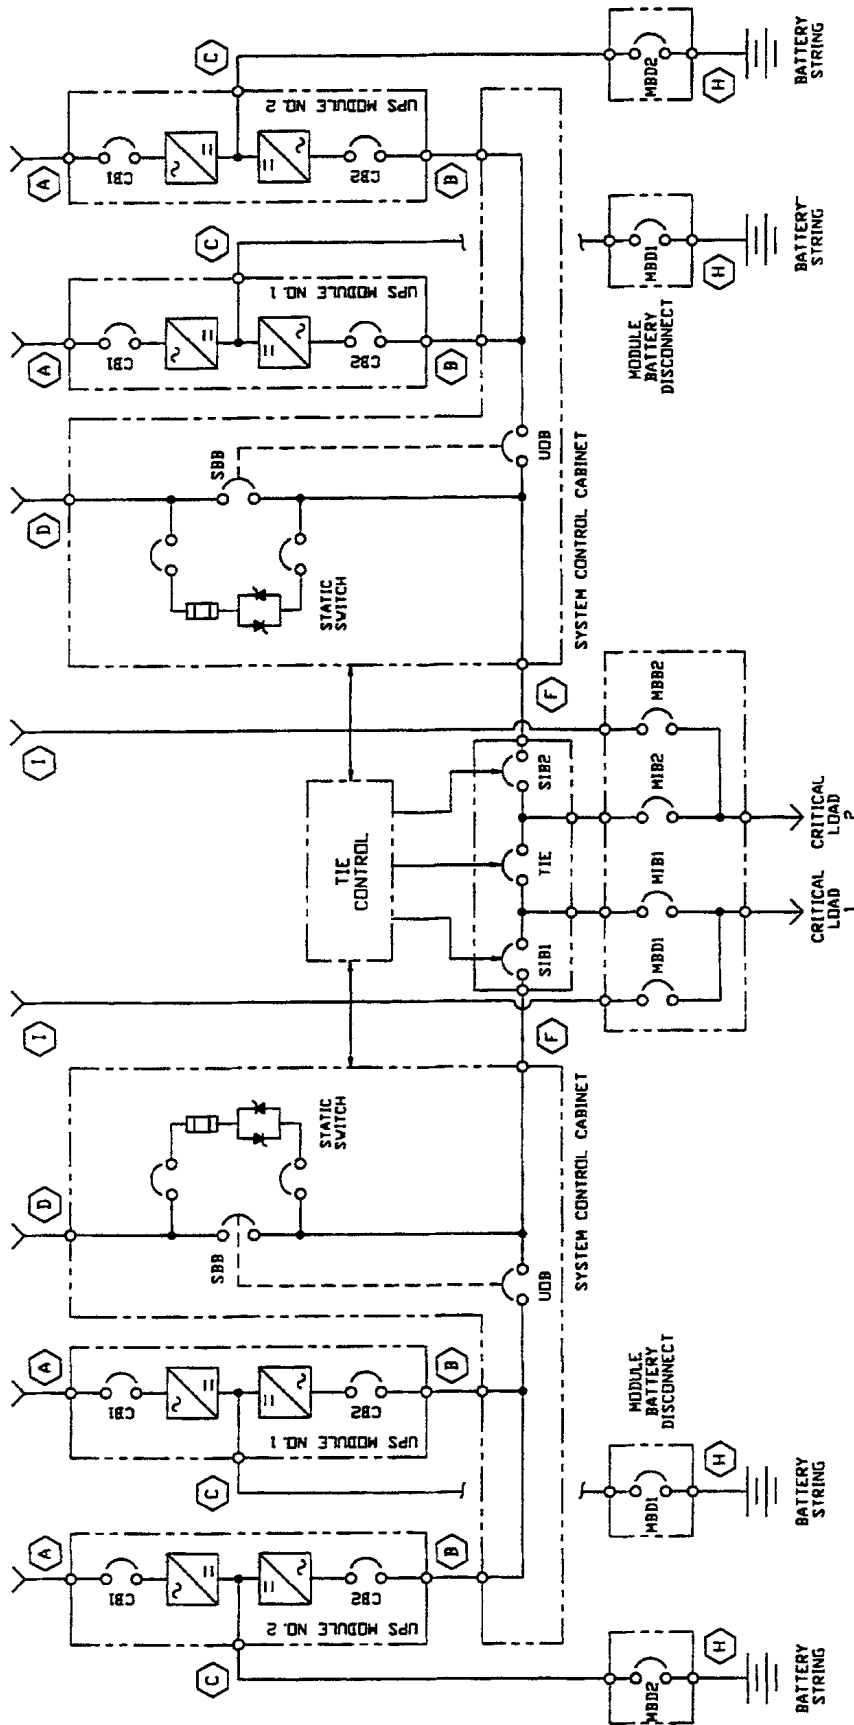 A
A
D
I
I
D
A
A
CB1
CB1
CB1
CB1
C
UPS MODULE NO. 2
C
UPS MODULE NO. 1
SBB
STATIC
SWITCH
STATIC
SWITCH
SBB
UPS MODULE NO. 1
C
UPS MODULE NO. 2
C
TIE
CONTROL
CB2
CB2
CB2
CB2
B
B
B
B
UOB
F
SIB1
TIE
SIB2
F
UOB
SYSTEM CONTROL CABINET
SYSTEM CONTROL CABINET
MBD2
MBD1
MODULE
BATTERY
DISCONNECT
MBD1
MIB1
MIB2
MBB2
MODULE
BATTERY
DISCONNECT
MBD1
MBD2
H
H
H
H
BATTERY
STRING
BATTERY
STRING
CRITICAL
LOAD
1
CRITICAL
LOAD
2
BATTERY
STRING
BATTERY
STRING